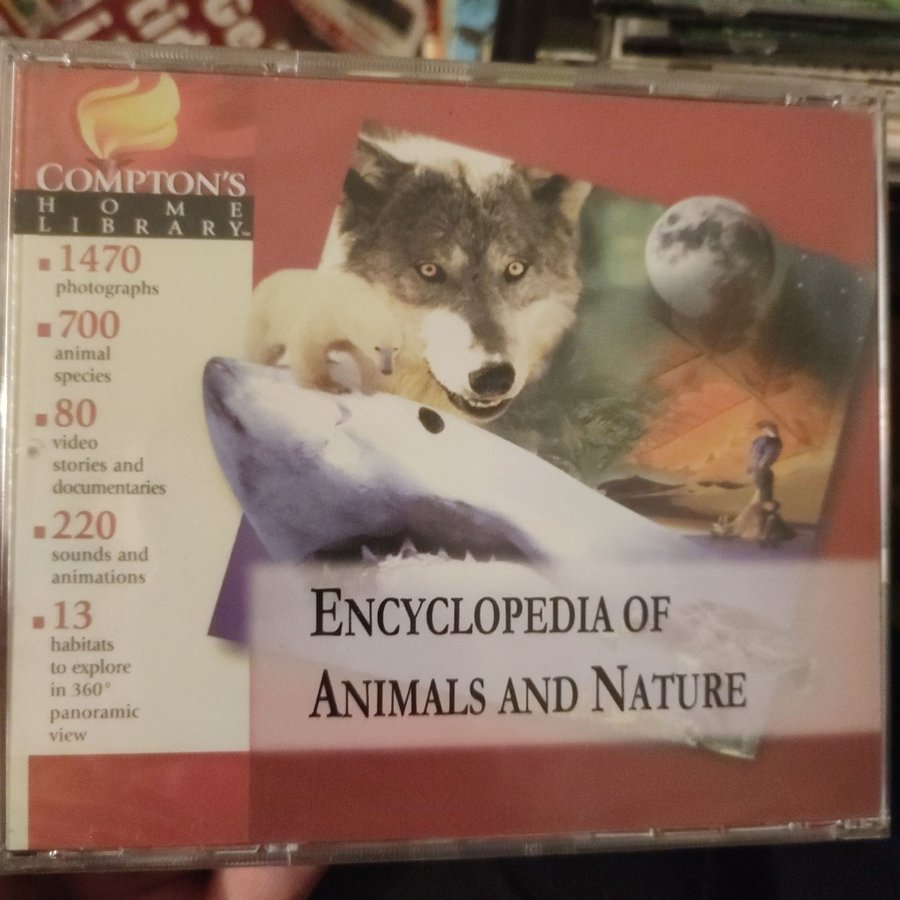 COMPTON'S
HOME
LIBRARY™
1470
photographs
700
animal
species
80
video
stories and
documentaries
220
sounds and
animations
13
habitats
to explore
in 360°
panoramic
view
ENCYCLOPEDIA OF
ANIMALS AND NATURE